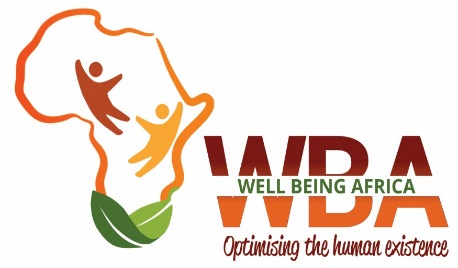 WBA
WELL BEING AFRICA
Optimising the human existence